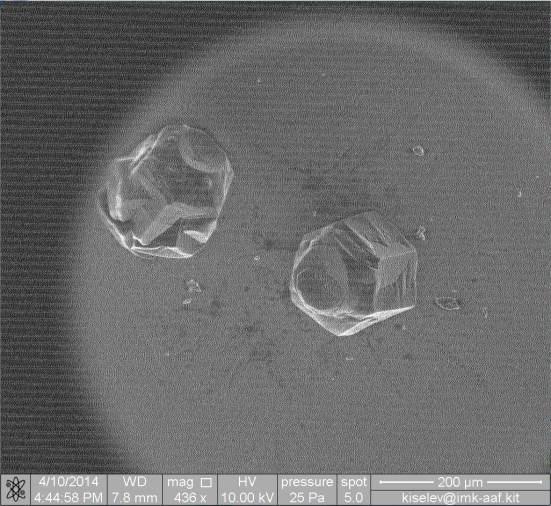 4/10/2014 WD mag HV pressure spot 200 µm
4:44:58 PM 7.8 mm 436 x 10.00 kV 25 Pa 5.0 kiselev@imk-aaf.kit